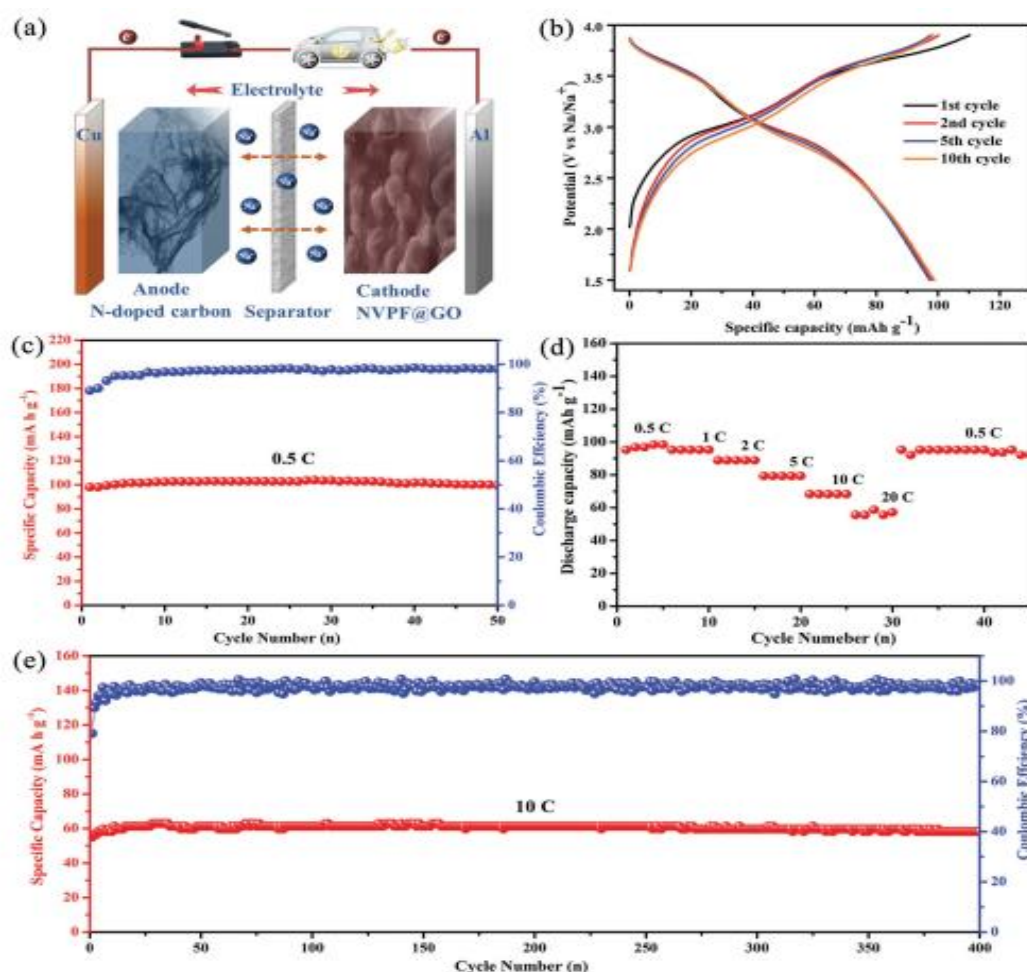 (a)
e⁻
e⁻
Electrolyte
Cu
Al
Anode
N-doped carbon
Separator
Cathode
NVPF@GO
(b)
4.0
3.5
3.0
2.5
2.0
1.5
Potential (V vs Na/Na⁺)
1st cycle
2nd cycle
5th cycle
10th cycle
0 20 40 60 80 100 120
Specific capacity (mAh g⁻¹)
(c)
220
200
180
160
140
120
100
80
60
40
20
0
Specific Capacity (mA h g⁻¹)
0.5 C
100
80
60
40
20
0
Coulombic Effciency (%)
0 10 20 30 40 50
Cycle Number (n)
(d)
160
140
120
100
80
60
40
20
0
Discharge capacity (mAh g⁻¹)
0.5 C
1 C
2 C
5 C
10 C
20 C
0.5 C
0 10 20 30 40
Cycle Numeber (n)
(e)
160
140
120
100
80
60
40
20
0
Specific Capacity (mA h g⁻¹)
10 C
100
80
60
40
20
0
Coulombic Effciency (%)
0 50 100 150 200 250 300 350 400
Cycle Number (n)